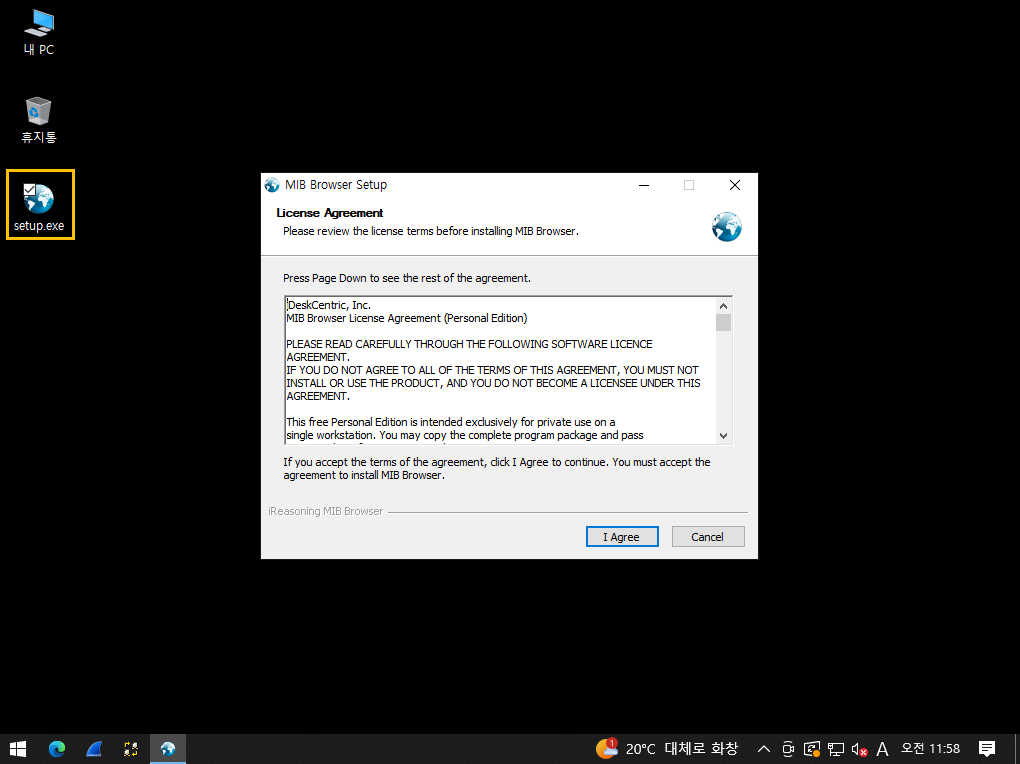 내 PC
휴지통
setup.exe
MIB Browser Setup
License Agreement
Please review the license terms before installing MIB Browser.
Press Page Down to see the rest of the agreement.
DeskCentric, Inc.
MIB Browser License Agreement (Personal Edition)
PLEASE READ CAREFULLY THROUGH THE FOLLOWING SOFTWARE LICENCE
AGREEMENT.
IF YOU DO NOT AGREE TO ALL OF THE TERMS OF THIS AGREEMENT, YOU MUST NOT
INSTALL OR USE THE PRODUCT, AND YOU DO NOT BECOME A LICENSEE UNDER THIS
AGREEMENT.
This free Personal Edition is intended exclusively for private use on a
single workstation. You may copy the complete program package and pass
If you accept the terms of the agreement, click I Agree to continue. You must accept the
agreement to install MIB Browser.
iReasoning MIB Browser
I Agree
Cancel
1
20°C 대체로 화창
A
오전 11:58